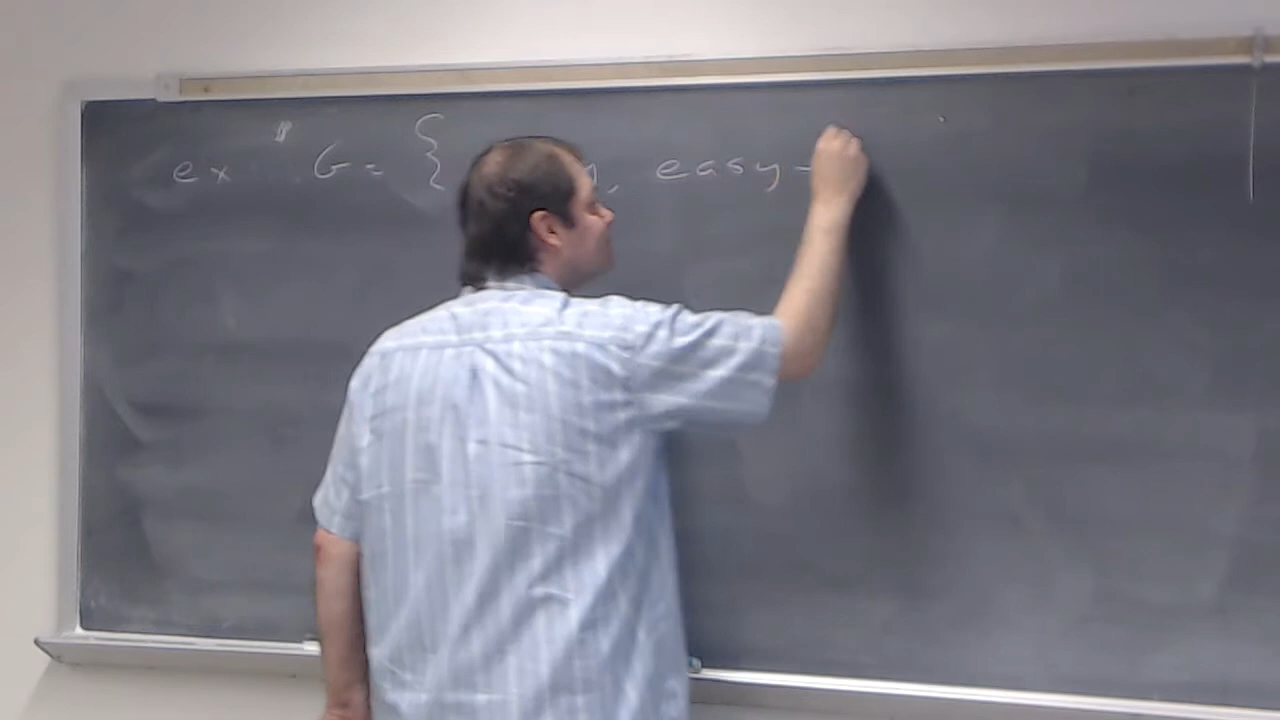 ex G = { , easy-